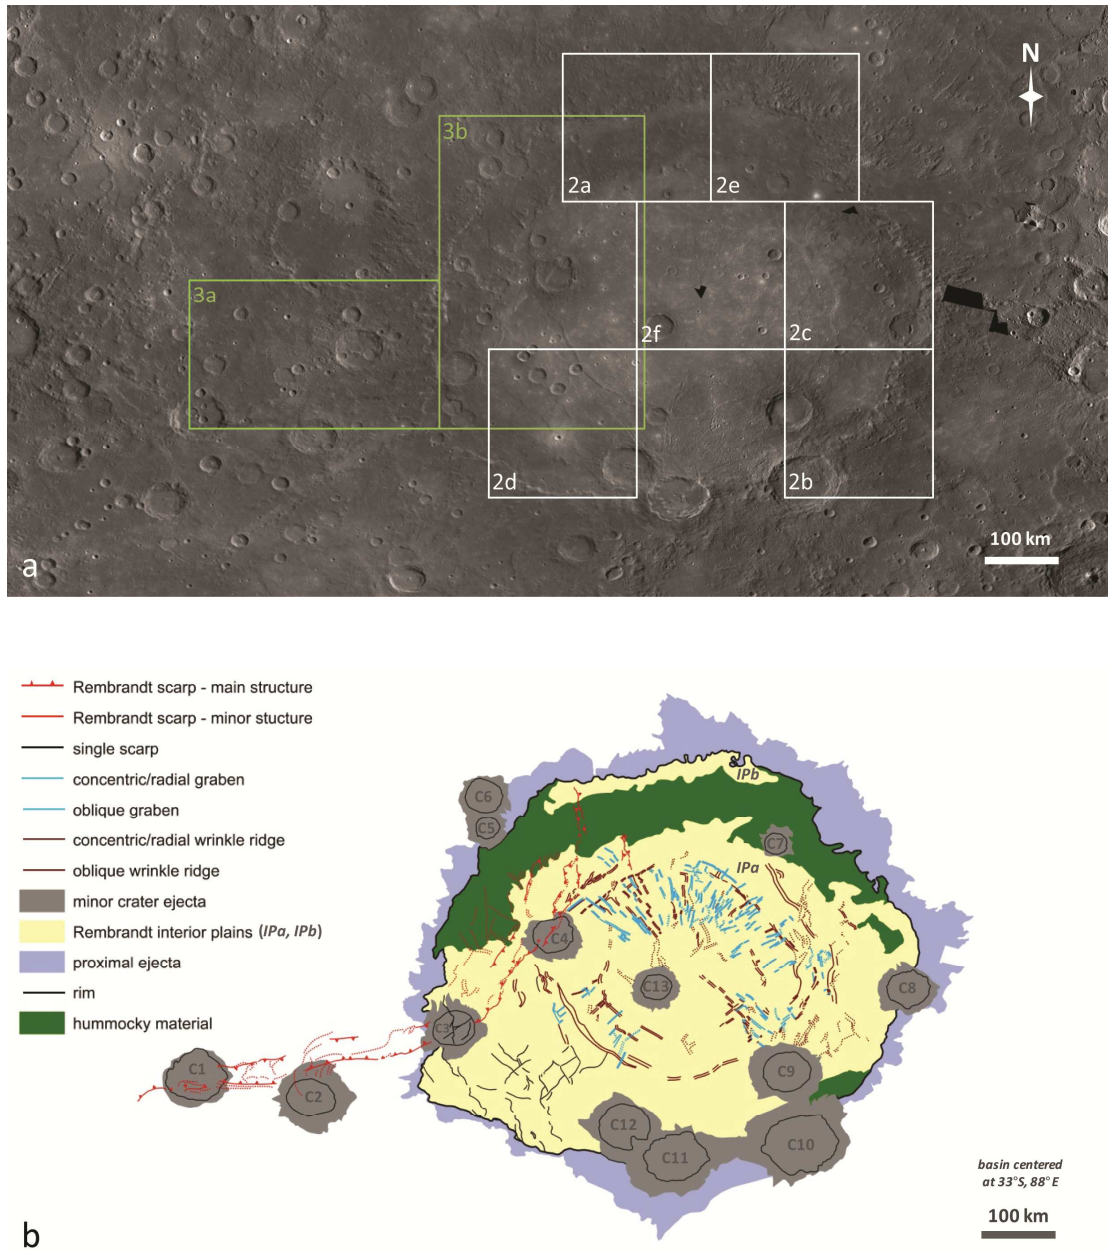 N
3b
2a
2e
3a
2f
2c
2d
2b
100 km
a
Rembrandt scarp - main structure
Rembrandt scarp - minor stucture
single scarp
concentric/radial graben
oblique graben
concentric/radial wrinkle ridge
oblique wrinkle ridge
minor crater ejecta
Rembrandt interior plains (IPa, IPb)
proximal ejecta
rim
hummocky material
IPb
C6
C5
C7
IPa
C4
C13
C8
C3
C1
C9
C2
C12
C10
C11
basin centered
at 33°S, 88°E
100 km
b